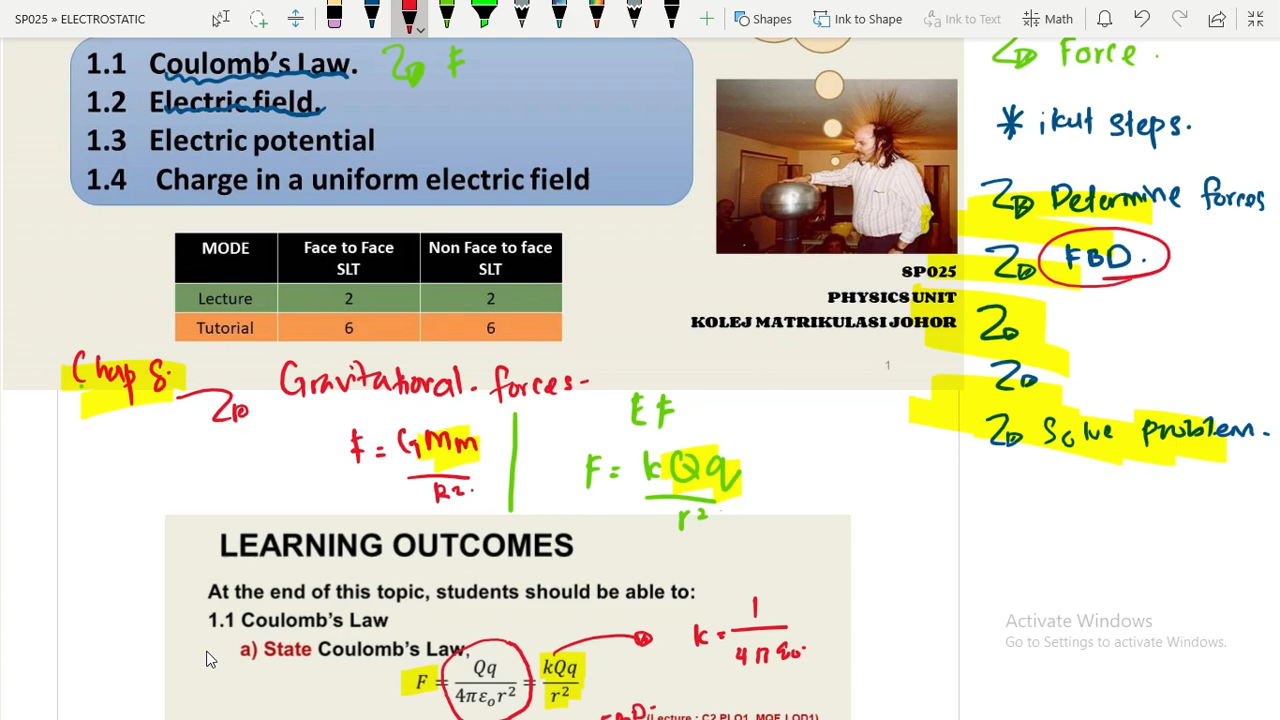 SP025 » ELECTROSTATIC
Shapes
Ink to Shape
Ink to Text
Math
1.1 Coulomb's Law. F
1.2 Electric field.
1.3 Electric potential
1.4 Charge in a uniform electric field
MODE Face to Face SLT Non Face to face SLT
Lecture 2 2
Tutorial 6 6
SP025
PHYSICS UNIT
KOLEJ MATRIKULASI JOHOR
1
Force.
* ikut steps.
Determine forces
FBD.
Solve problem.
Chap 8.
Gravitational forces-
F = GMm / R².
EF
F = kQq / r²
LEARNING OUTCOMES
At the end of this topic, students should be able to:
1.1 Coulomb's Law
a) State Coulomb's Law,
F = Qq / 4πε₀r² = kQq / r²
k = 1 / 4πε₀.
(Lecture : C2,PLO1, MQF LOD1)
Activate Windows
Go to Settings to activate Windows.